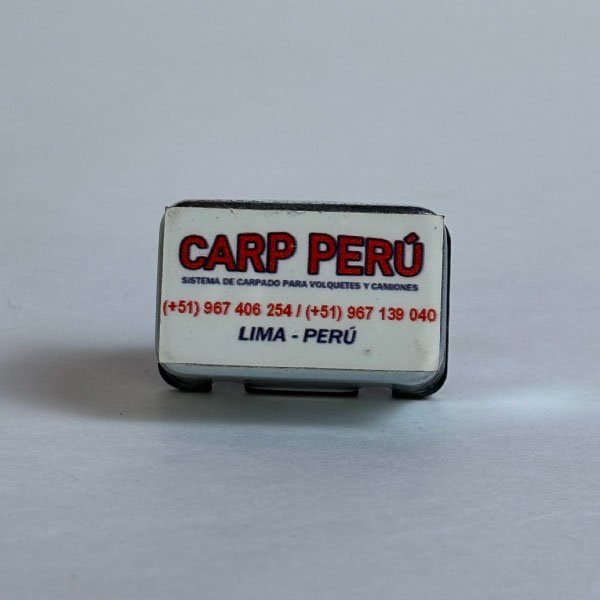 CARP PERÚ
SISTEMA DE CARPADO PARA VOLQUETES Y CAMIONES
(+51) 967 406 254 / (+51) 967 139 040
LIMA - PERÚ